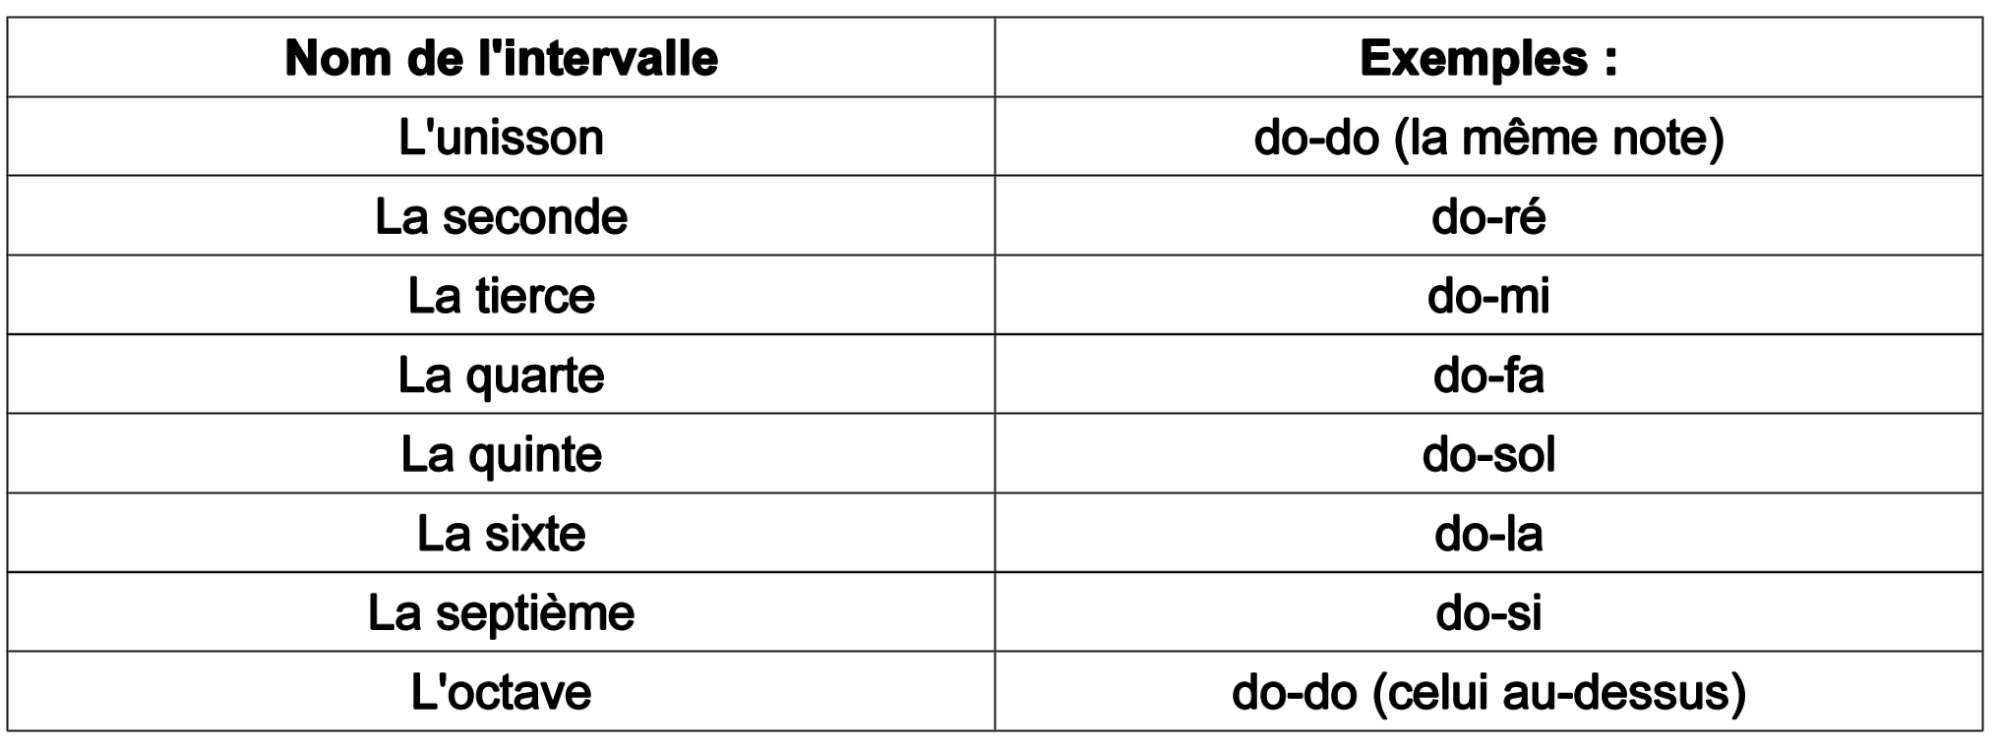 Nom de l'intervalle Exemples :
L'unisson do-do (la même note)
La seconde do-ré
La tierce do-mi
La quarte do-fa
La quinte do-sol
La sixte do-la
La septième do-si
L'octave do-do (celui au-dessus)